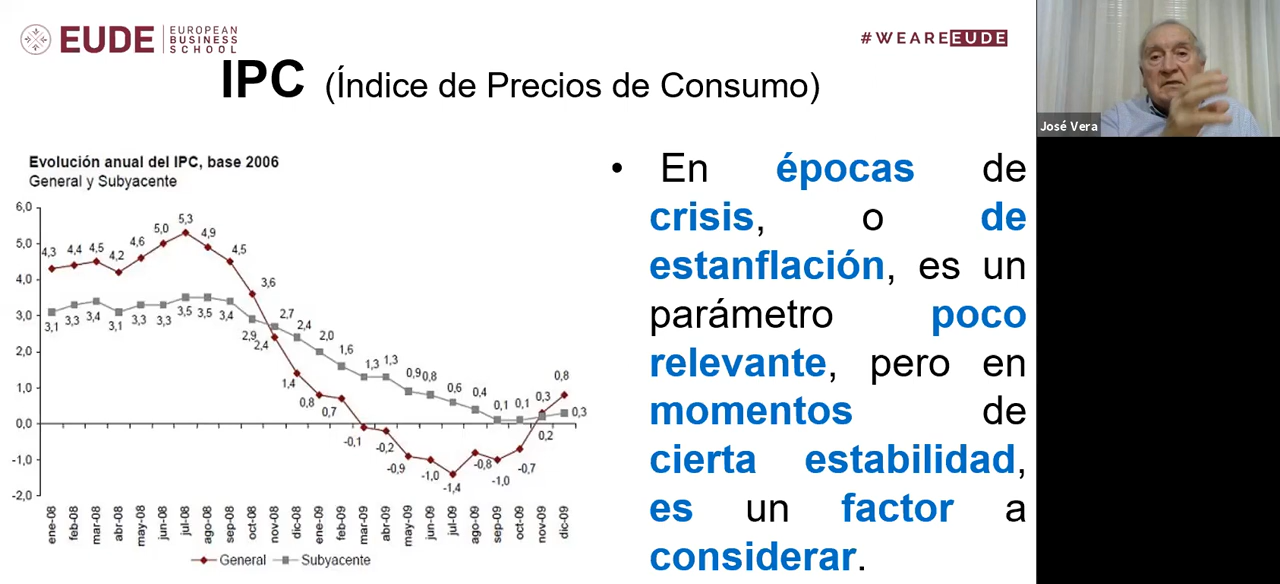 EUDE
EUROPEAN
BUSINESS
SCHOOL
#WEAREEUDE
IPC (Índice de Precios de Consumo)
José Vera
Evolución anual del IPC, base 2006
General y Subyacente
6,0
5,0
4,0
3,0
2,0
1,0
0,0
-1,0
-2,0
4,3 4,4 4,5 4,2 4,6 5,0 5,3 4,9 4,5 3,6 2,4 1,4 0,8 0,7 -0,1 -0,2 -0,9 -1,0 -1,4 -0,8 -1,0 -0,7 0,3 0,8
3,1 3,3 3,4 3,1 3,3 3,3 3,5 3,5 3,4 2,9 2,7 2,4 2,0 1,6 1,3 1,3 0,9 0,8 0,6 0,4 0,1 0,1 0,2 0,3
ene-08 feb-08 mar-08 abr-08 may-08 jun-08 jul-08 ago-08 sep-08 oct-08 nov-08 dic-08 ene-09 feb-09 mar-09 abr-09 may-09 jun-09 jul-09 ago-09 sep-09 oct-09 nov-09 dic-09
General Subyacente
• En épocas de
crisis, o de
estanflación, es un
parámetro poco
relevante, pero en
momentos de
cierta estabilidad,
es un factor a
considerar.